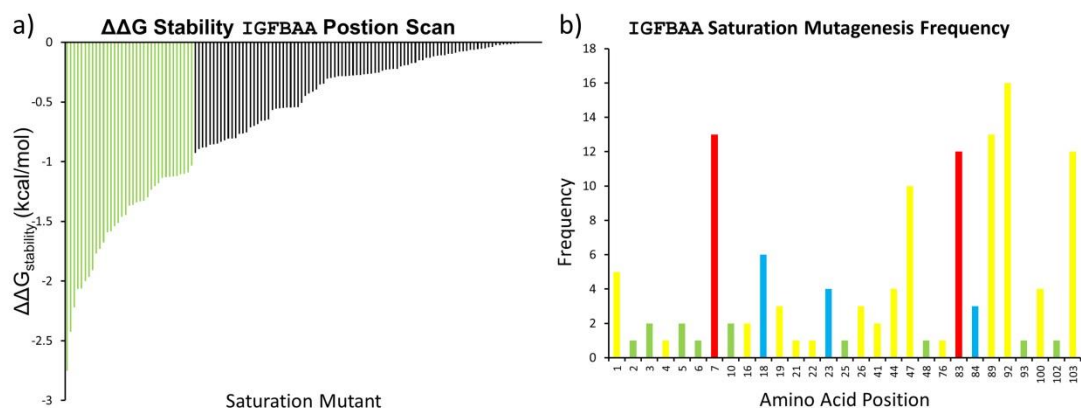 a)
ΔΔG Stability IGFBAA Postion Scan
0
-0.5
-1
-1.5
-2
-2.5
-3
ΔΔGstability (kcal/mol)
Saturation Mutant
b)
IGFBAA Saturation Mutagenesis Frequency
18
16
14
12
10
8
6
4
2
0
Frequency
1 2 3 4 5 6 7 10 16 18 19 21 22 23 25 26 41 44 47 48 76 83 84 89 92 93 100 102 103
Amino Acid Position